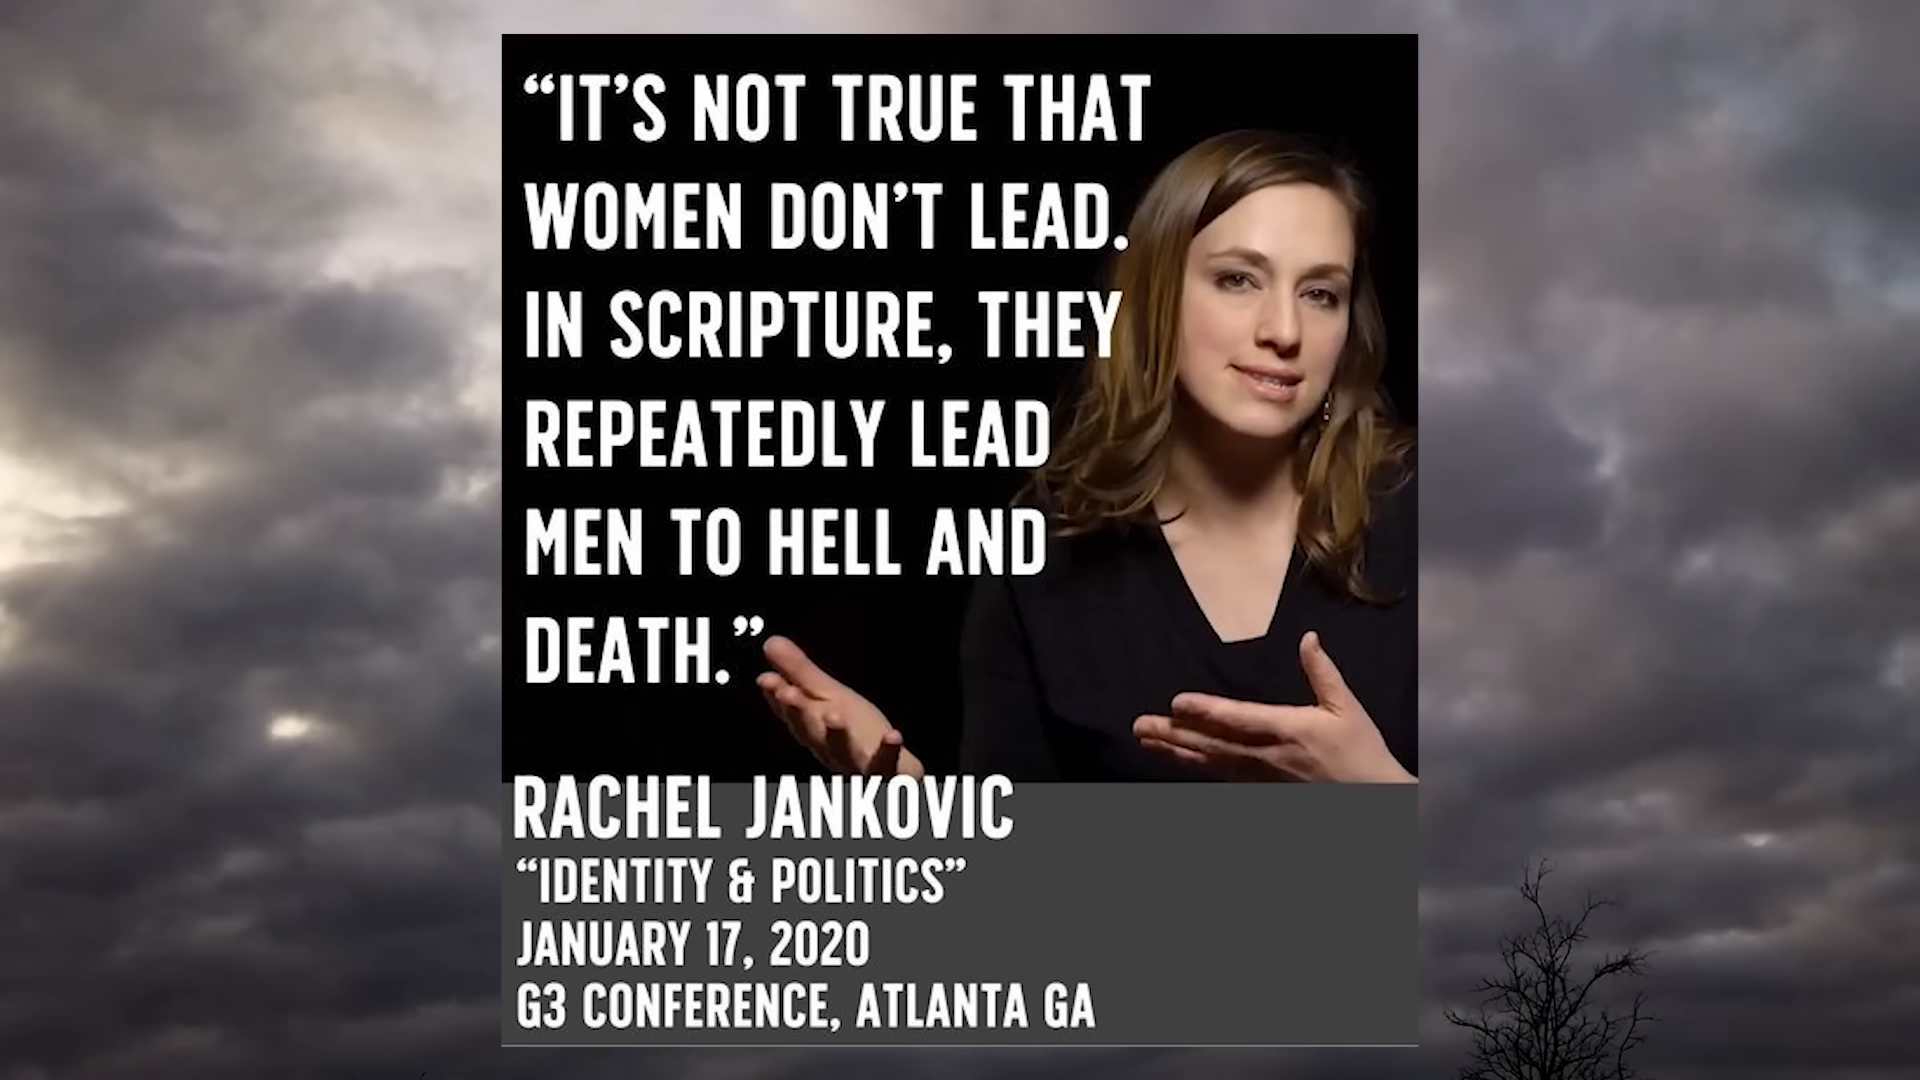 “IT’S NOT TRUE THAT
WOMEN DON’T LEAD.
IN SCRIPTURE, THEY
REPEATEDLY LEAD
MEN TO HELL AND
DEATH.”
RACHEL JANKOVIC
“IDENTITY & POLITICS”
JANUARY 17, 2020
G3 CONFERENCE, ATLANTA GA